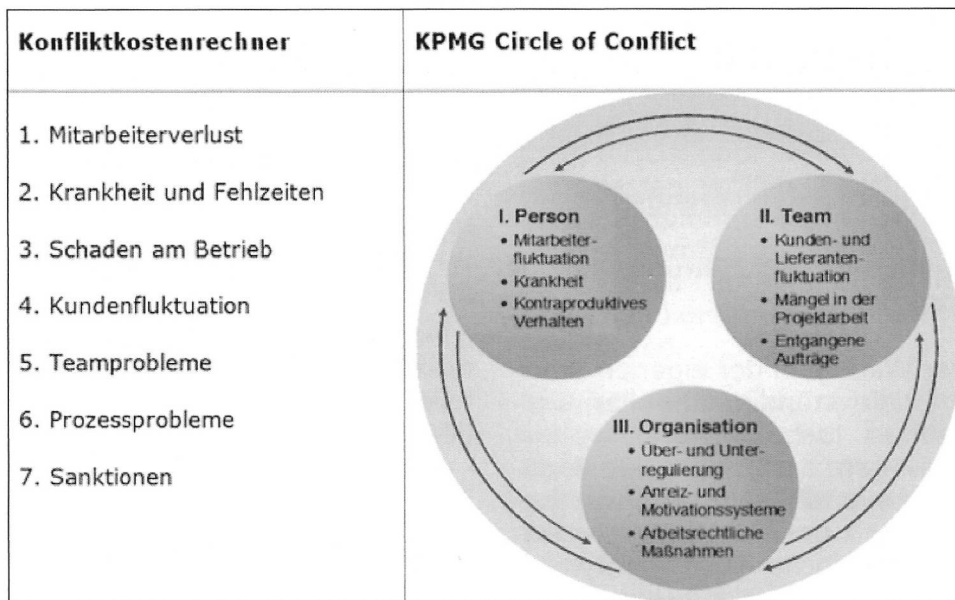 Konfliktkostenrechner
KPMG Circle of Conflict
1. Mitarbeiterverlust
2. Krankheit und Fehlzeiten
3. Schaden am Betrieb
4. Kundenfluktuation
5. Teamprobleme
6. Prozessprobleme
7. Sanktionen
I. Person
• Mitarbeiter-
fluktuation
• Krankheit
• Kontraproduktives
Verhalten
II. Team
• Kunden- und
Lieferanten-
fluktuation
• Mängel in der
Projektarbeit
• Entgangene
Aufträge
III. Organisation
• Über- und Unter-
regulierung
• Anreiz- und
Motivationssysteme
• Arbeitsrechtliche
Maßnahmen